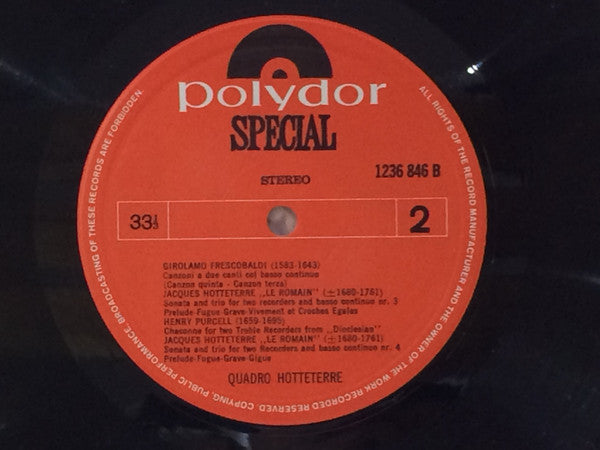 polydor
SPECIAL
STEREO
1236 846 B
33⅓
2
GIROLAMO FRESCOBALDI (1583-1643)
Canzoni a due canti col basso continuo
(Canzon quinta - Canzon terza)
JACQUES HOTTETERRE „LE ROMAIN” (±1680-1761)
Sonata and trio for two recorders and basso continuo nr. 3
Prelude-Fugue-Grave-Vivement et Croches Egales
HENRY PURCELL (1659-1695)
Chaconne for two Treble Recorders from „Dioclesian”
JACQUES HOTTETERRE „LE ROMAIN” (±1680-1761)
Sonata and trio for two Recorders and basso continuo nr. 4
Prelude-Fugue-Grave-Gigue
QUADRO HOTTETERRE
ALL RIGHTS OF THE RECORD MANUFACTURER AND THE OWNER OF THE WORK RECORDED RESERVED. COPYING, PUBLIC PERFORMANCE, BROADCASTING OF THESE RECORDS ARE FORBIDDEN.